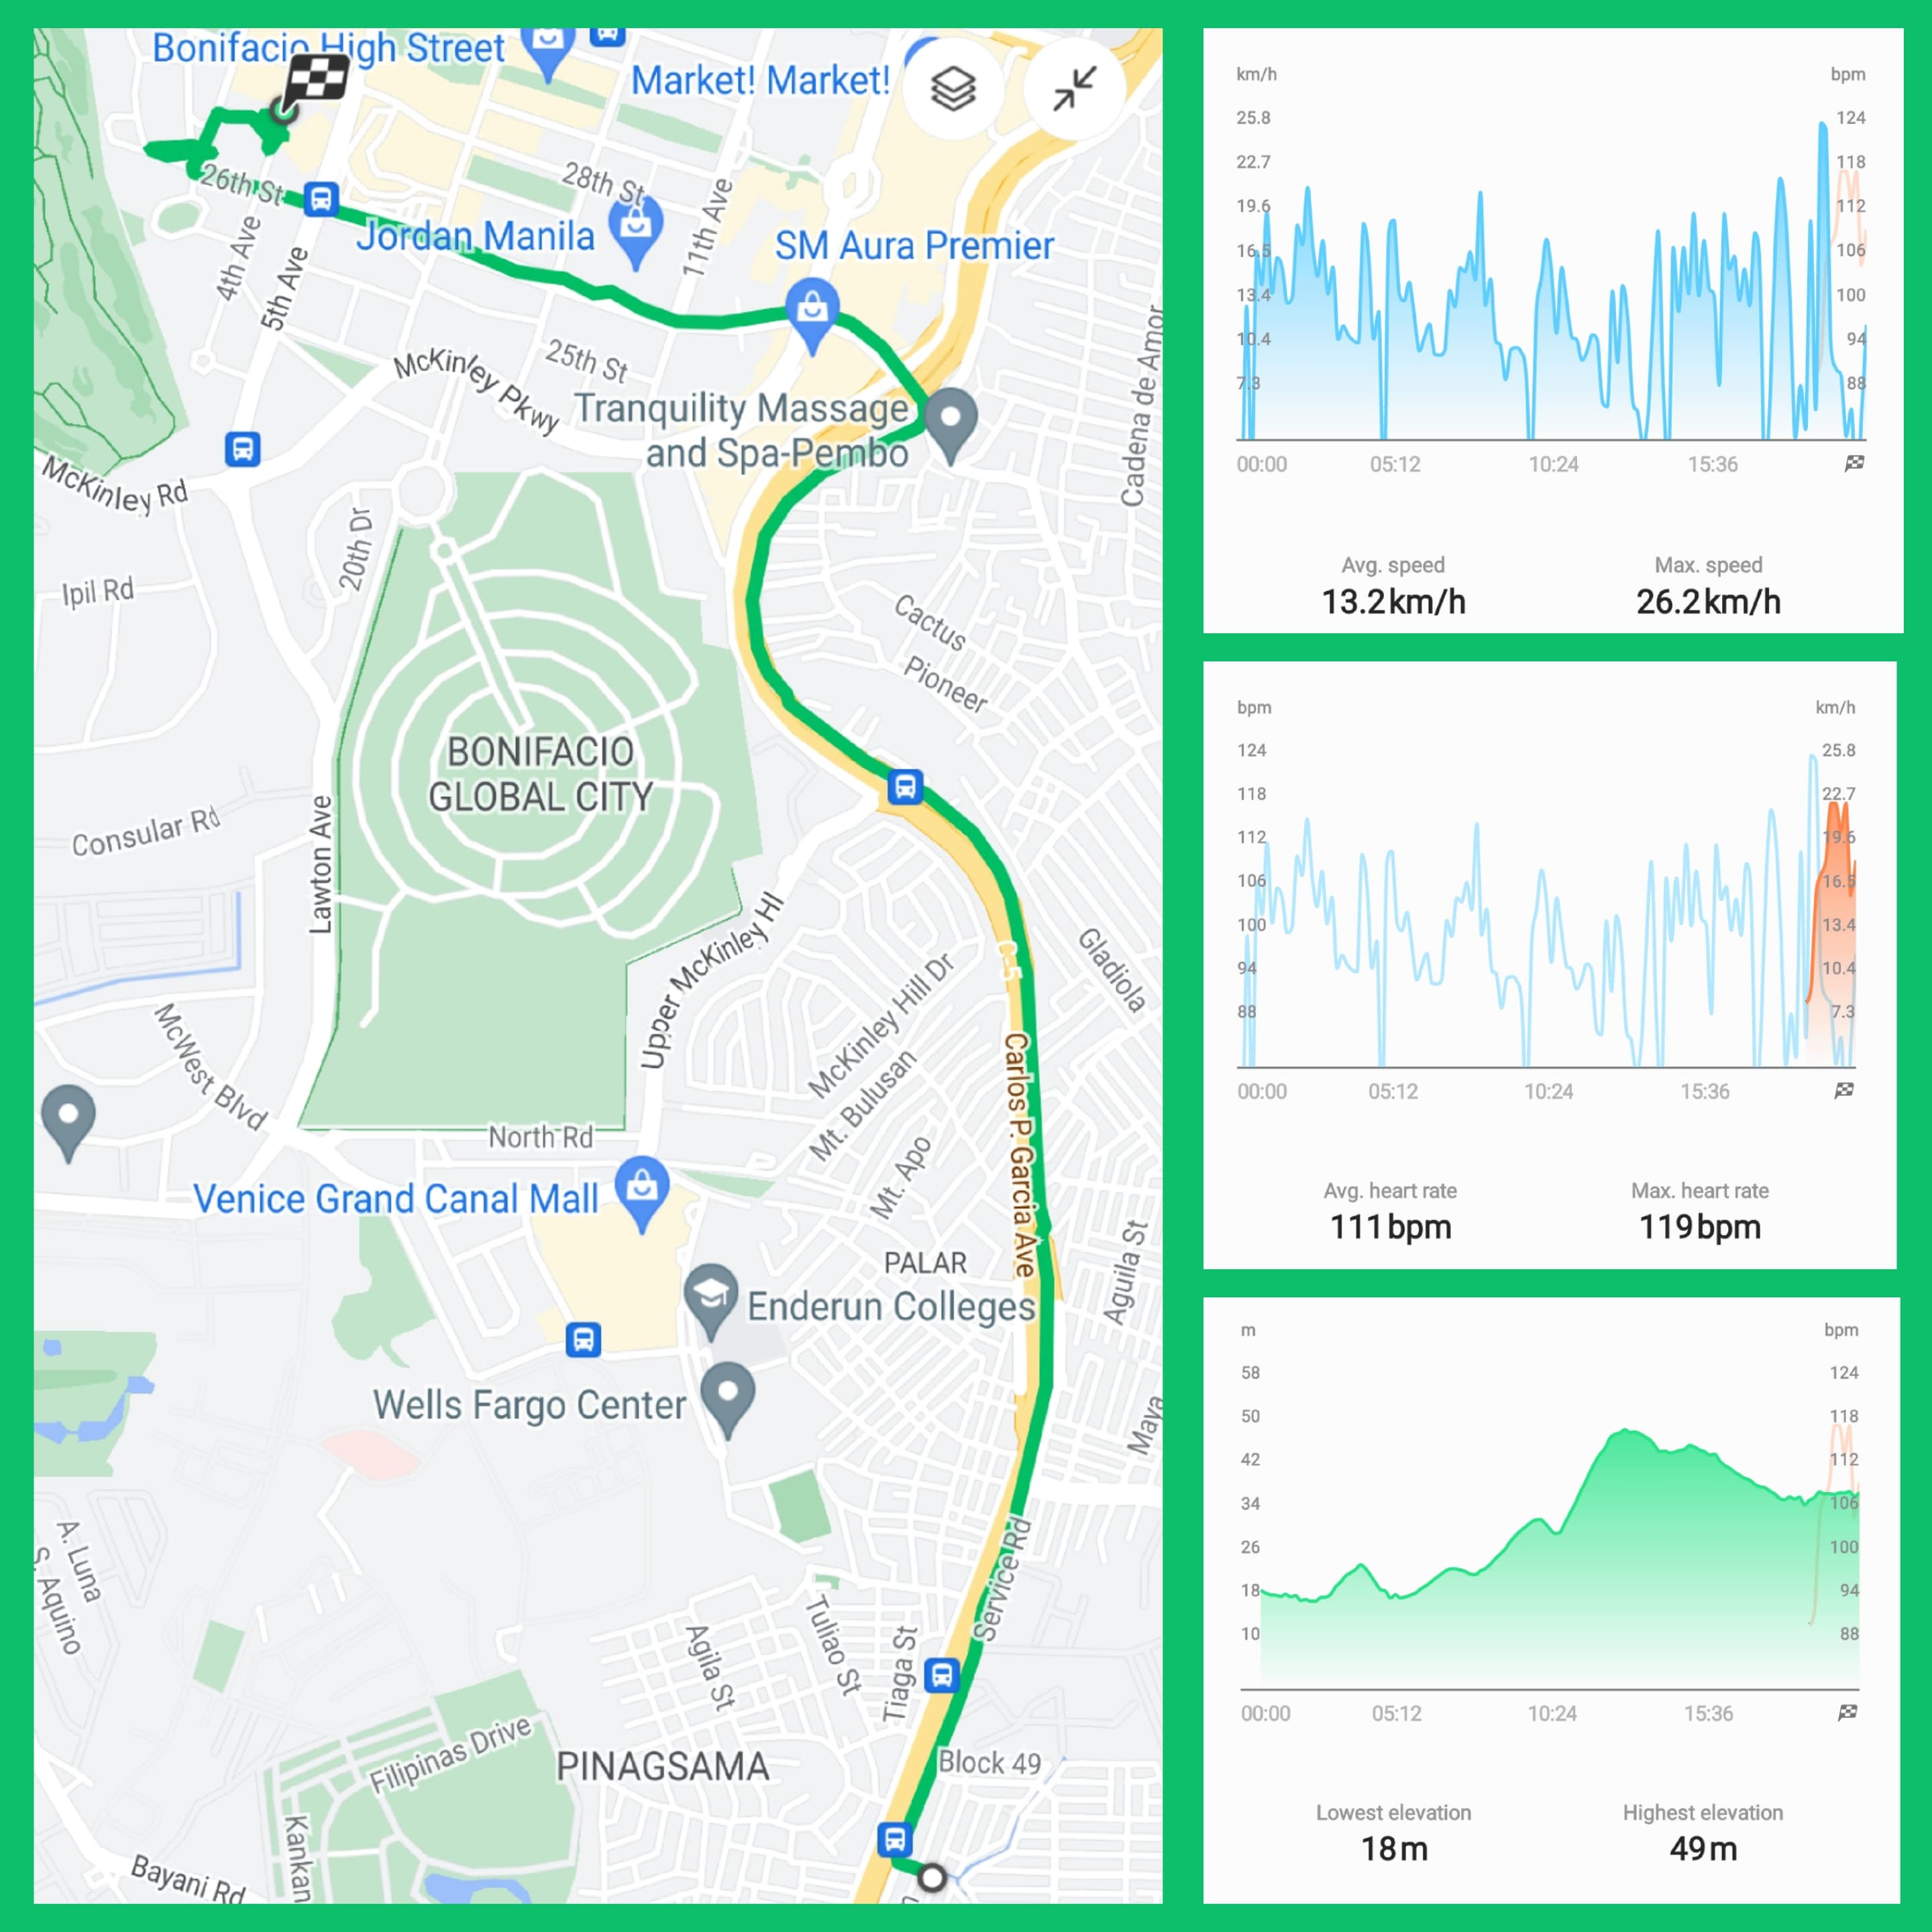 Bonifacio High Street
Market! Market!
26th St
28th St
11th Ave
Jordan Manila
SM Aura Premier
4th Ave
5th Ave
25th St
McKinley Pkwy
Cadena de Amor
Tranquility Massage
and Spa-Pembo
McKinley Rd
20th Dr
Ipil Rd
Cactus
Pioneer
BONIFACIO
GLOBAL CITY
Consular Rd
Lawton Ave
Upper McKinley Hl
C-5
Gladiola
McKinley Hill Dr
McWest Blvd
Mt. Bulusan
Carlos P. Garcia Ave
North Rd
Mt. Apo
Venice Grand Canal Mall
PALAR
Aguila St
Enderun Colleges
Wells Fargo Center
Maya
A. Luna
S. Aquino
Service Rd
Tuliao St
Agila St
Tiaga St
Filipinas Drive
PINAGSAMA
Block 49
Kankan
Bayani Rd
km/h bpm
25.8 124
22.7 118
19.6 112
16.5 106
13.4 100
10.4 94
7.3 88
00:00 05:12 10:24 15:36
Avg. speed Max. speed
13.2 km/h 26.2 km/h
bpm km/h
124 25.8
118 22.7
112 19.6
106 16.5
100 13.4
94 10.4
88 7.3
00:00 05:12 10:24 15:36
Avg. heart rate Max. heart rate
111 bpm 119 bpm
m bpm
58 124
50 118
42 112
34 106
26 100
18 94
10 88
00:00 05:12 10:24 15:36
Lowest elevation Highest elevation
18 m 49 m